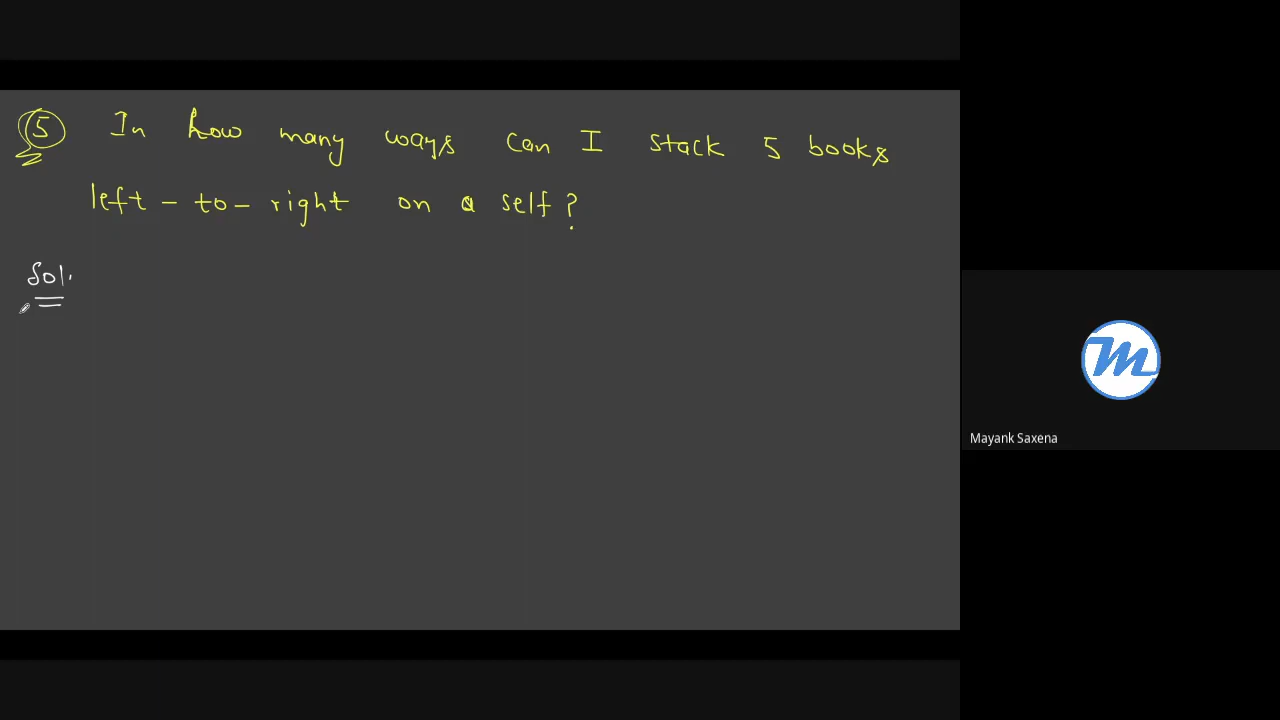 5 In how many ways can I stack 5 books
left-to-right on a self?
Sol.
M
Mayank Saxena